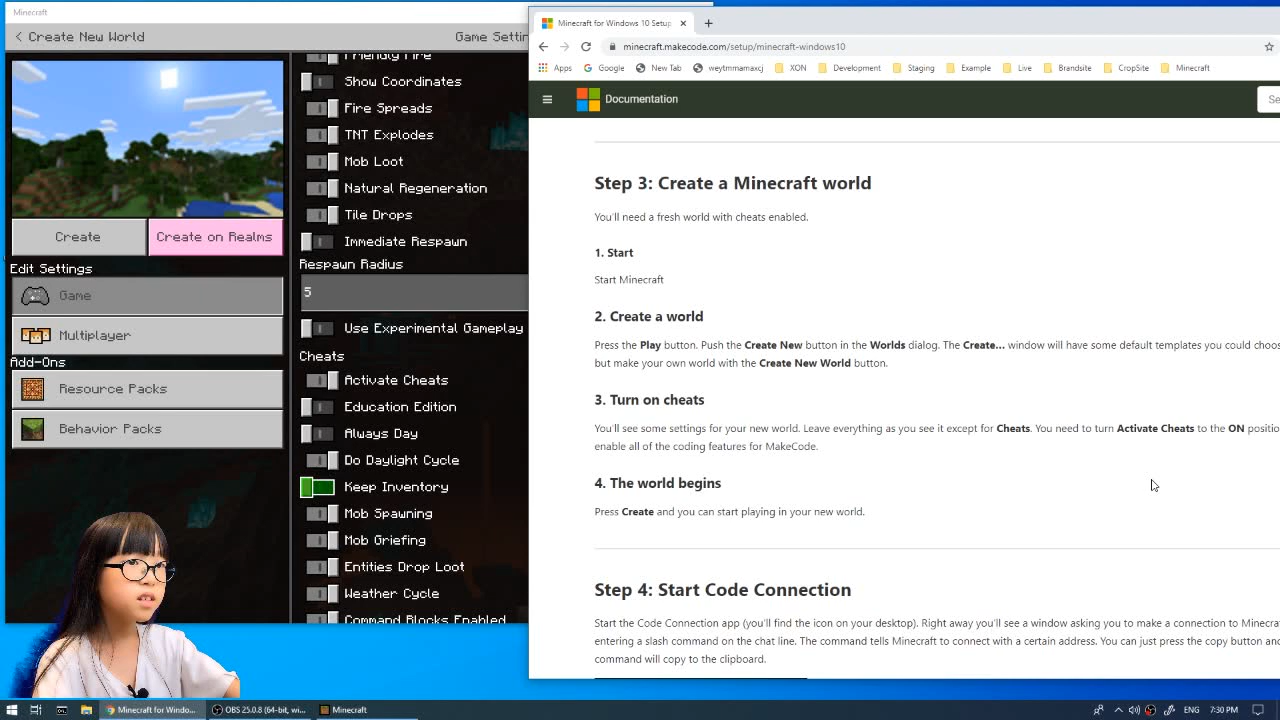 Minecraft
Create New World
Game Settin
Create
Create on Realms
Edit Settings
Game
Multiplayer
Add-Ons
Resource Packs
Behavior Packs
Friendly Fire
Show Coordinates
Fire Spreads
TNT Explodes
Mob Loot
Natural Regeneration
Tile Drops
Immediate Respawn
Respawn Radius
5
Use Experimental Gameplay
Cheats
Activate Cheats
Education Edition
Always Day
Do Daylight Cycle
Keep Inventory
Mob Spawning
Mob Griefing
Entities Drop Loot
Weather Cycle
Command Blocks Enabled
Minecraft for Windows 10 Setup
minecraft.makecode.com/setup/minecraft-windows10
Apps Google New Tab weytmmamaxcj XON Development Staging Example Live Brandsite CropSite Minecraft
Documentation
Se
Step 3: Create a Minecraft world
You'll need a fresh world with cheats enabled.
1. Start
Start Minecraft
2. Create a world
Press the Play button. Push the Create New button in the Worlds dialog. The Create... window will have some default templates you could choos
but make your own world with the Create New World button.
3. Turn on cheats
You'll see some settings for your new world. Leave everything as you see it except for Cheats. You need to turn Activate Cheats to the ON positio
enable all of the coding features for MakeCode.
4. The world begins
Press Create and you can start playing in your new world.
Step 4: Start Code Connection
Start the Code Connection app (you'll find the icon on your desktop). Right away you'll see a window asking you to make a connection to Minecra
entering a slash command on the chat line. The command tells Minecraft to connect with a certain address. You can just press the copy button and
command will copy to the clipboard.
Minecraft for Windo... OBS 25.0.8 (64-bit, wi... Minecraft ENG 7:30 PM